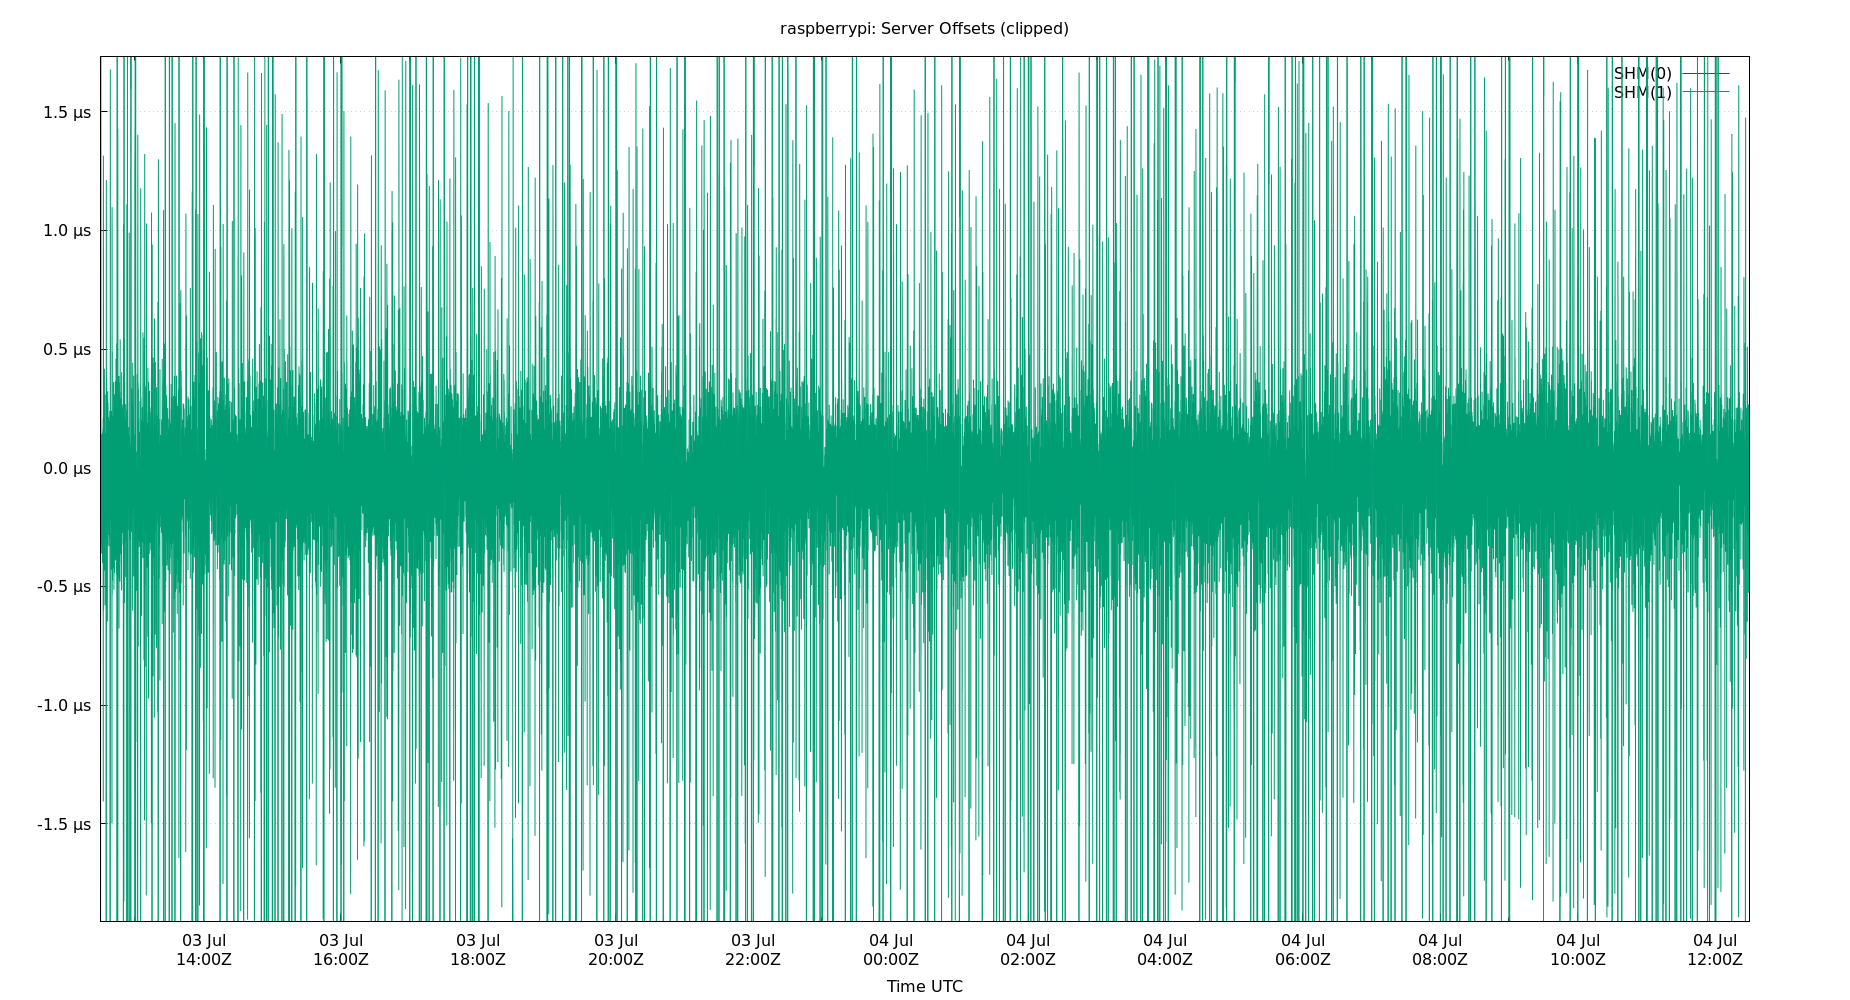 raspberrypi: Server Offsets (clipped)
SHM(0)
SHM(1)
1.5 µs
1.0 µs
0.5 µs
0.0 µs
-0.5 µs
-1.0 µs
-1.5 µs
03 Jul 03 Jul 03 Jul 03 Jul 03 Jul 04 Jul 04 Jul 04 Jul 04 Jul 04 Jul 04 Jul 04 Jul
14:00Z 16:00Z 18:00Z 20:00Z 22:00Z 00:00Z 02:00Z 04:00Z 06:00Z 08:00Z 10:00Z 12:00Z
Time UTC